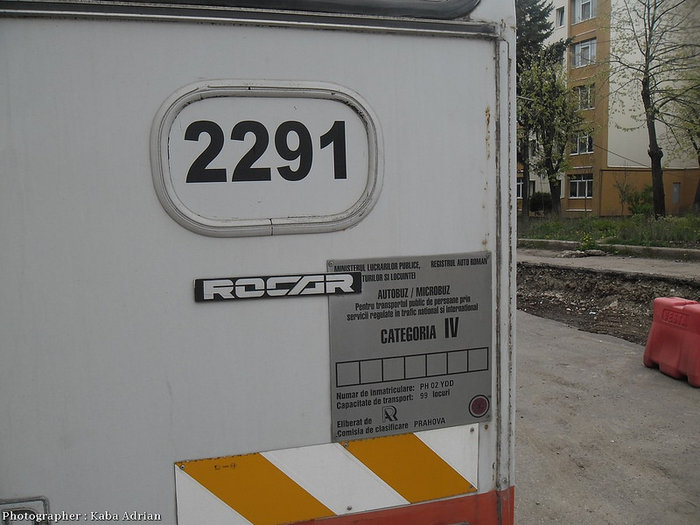 2291
ROCAR
MINISTERUL LUCRARILOR PUBLICE, REGISTRUL AUTO ROMAN
TURILOR SI LOCUINTEI
AUTOBUZ / MICROBUZ
Pentru transportul public de persoane prin
servicii regulate in trafic national si international
CATEGORIA IV
Numar de inmatriculare: PH 02 YDD
Capacitate de transport: 99 locuri
Eliberat de
Comisia de clasificare PRAHOVA
Photographer : Kaba Adrian